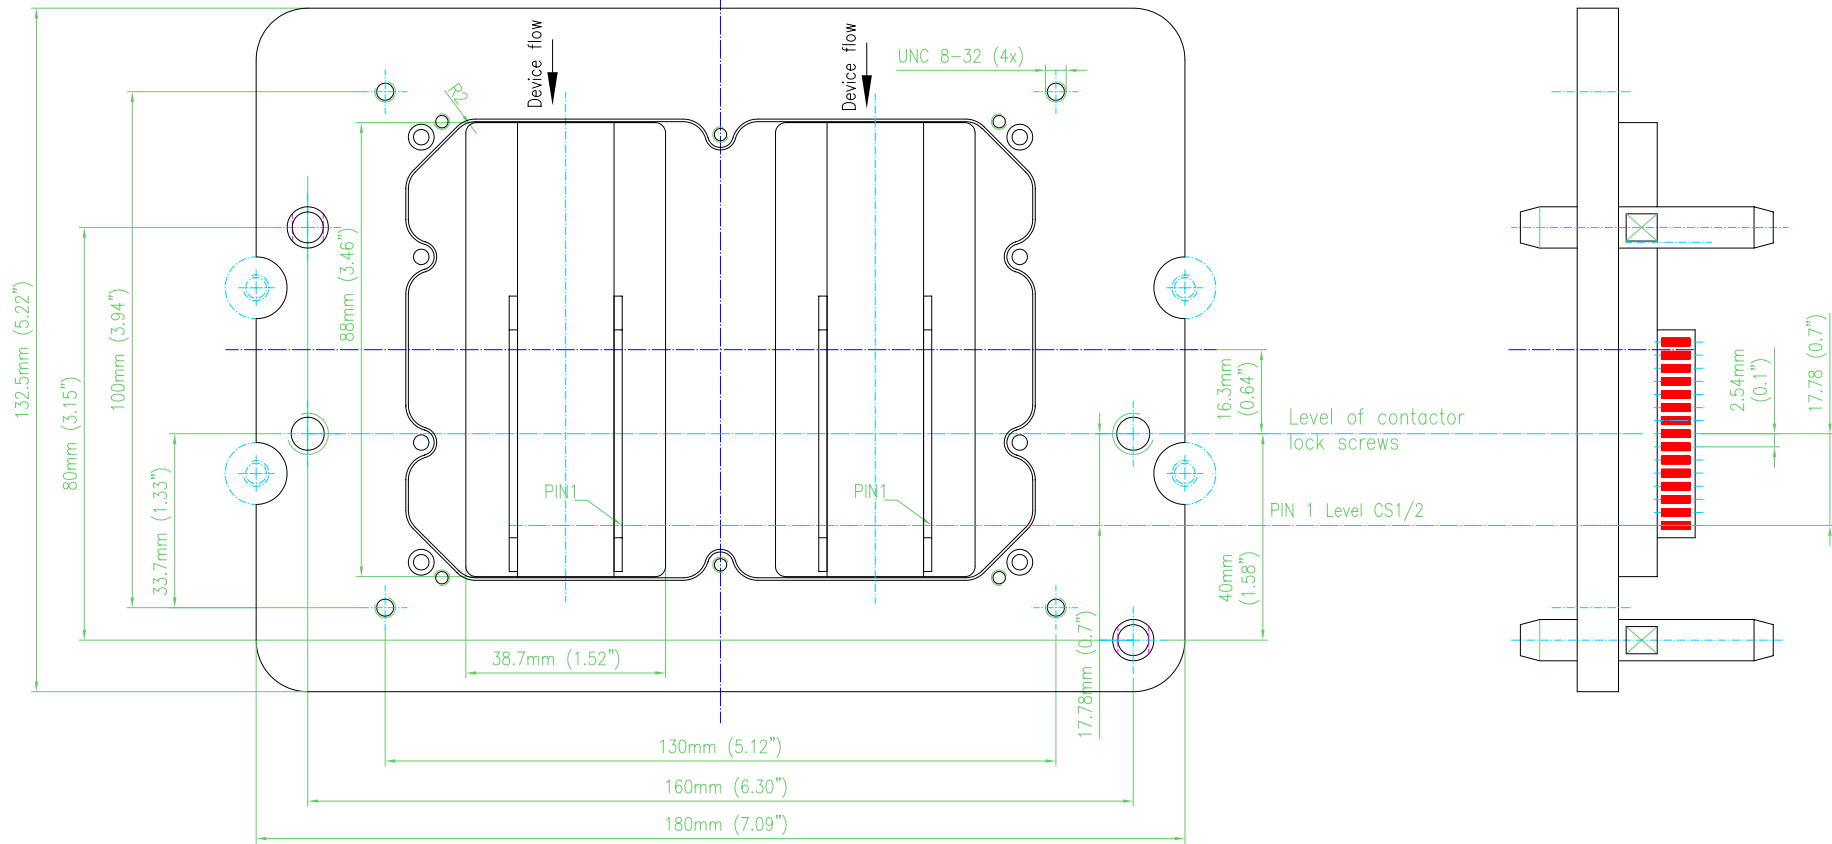 Device flow
Device flow
UNC 8-32 (4x)
R2
132.5mm (5.22")
100mm (3.94")
80mm (3.15")
33.7mm (1.33")
88mm (3.46")
PIN1
PIN1
16.3mm
(0.64")
Level of contactor
lock screws
PIN 1 Level CS1/2
40mm
(1.58")
17.78mm (0.7")
2.54mm
(0.1")
17.78 (0.7")
38.7mm (1.52")
130mm (5.12")
160mm (6.30")
180mm (7.09")